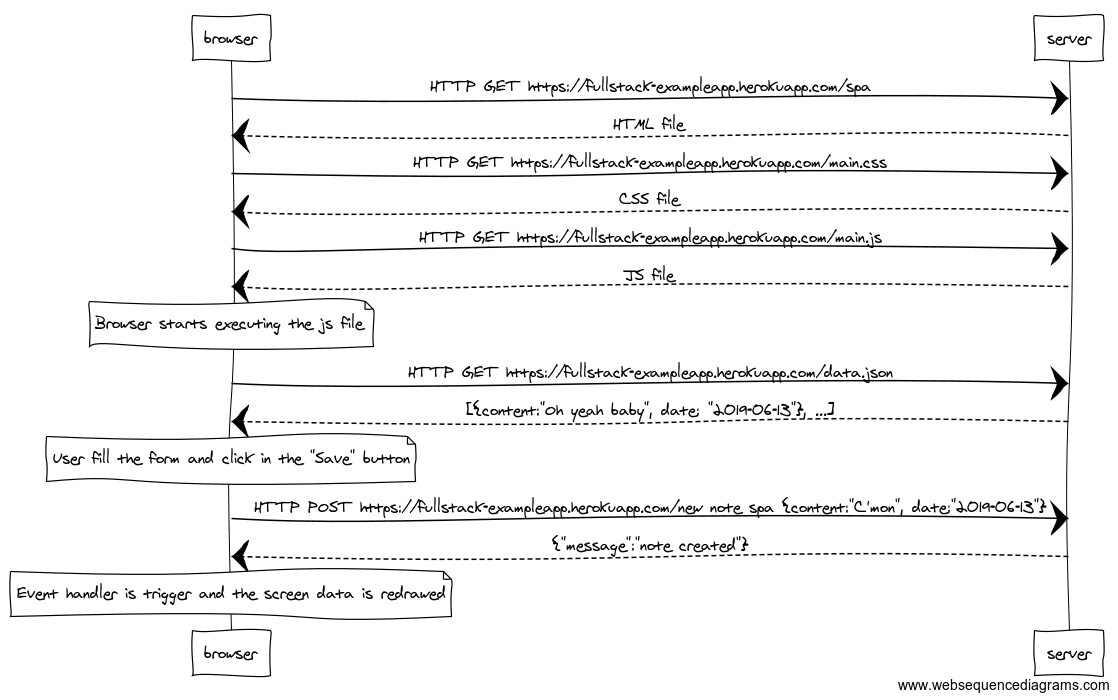 browser
server
HTTP GET https://fullstack-exampleapp.herokuapp.com/spa
HTML file
HTTP GET https://fullstack-exampleapp.herokuapp.com/main.css
CSS file
HTTP GET https://fullstack-exampleapp.herokuapp.com/main.js
JS file
Browser starts executing the js file
HTTP GET https://fullstack-exampleapp.herokuapp.com/data.json
[{content:"Oh yeah baby", date: "2019-06-13"}, ...]
User fill the form and click in the "Save" button
HTTP POST https://fullstack-exampleapp.herokuapp.com/new note spa {content:"C'mon", date:"2019-06-13"}
{"message":"note created"}
Event handler is trigger and the screen data is redrawed
browser
server
www.websequencediagrams.com